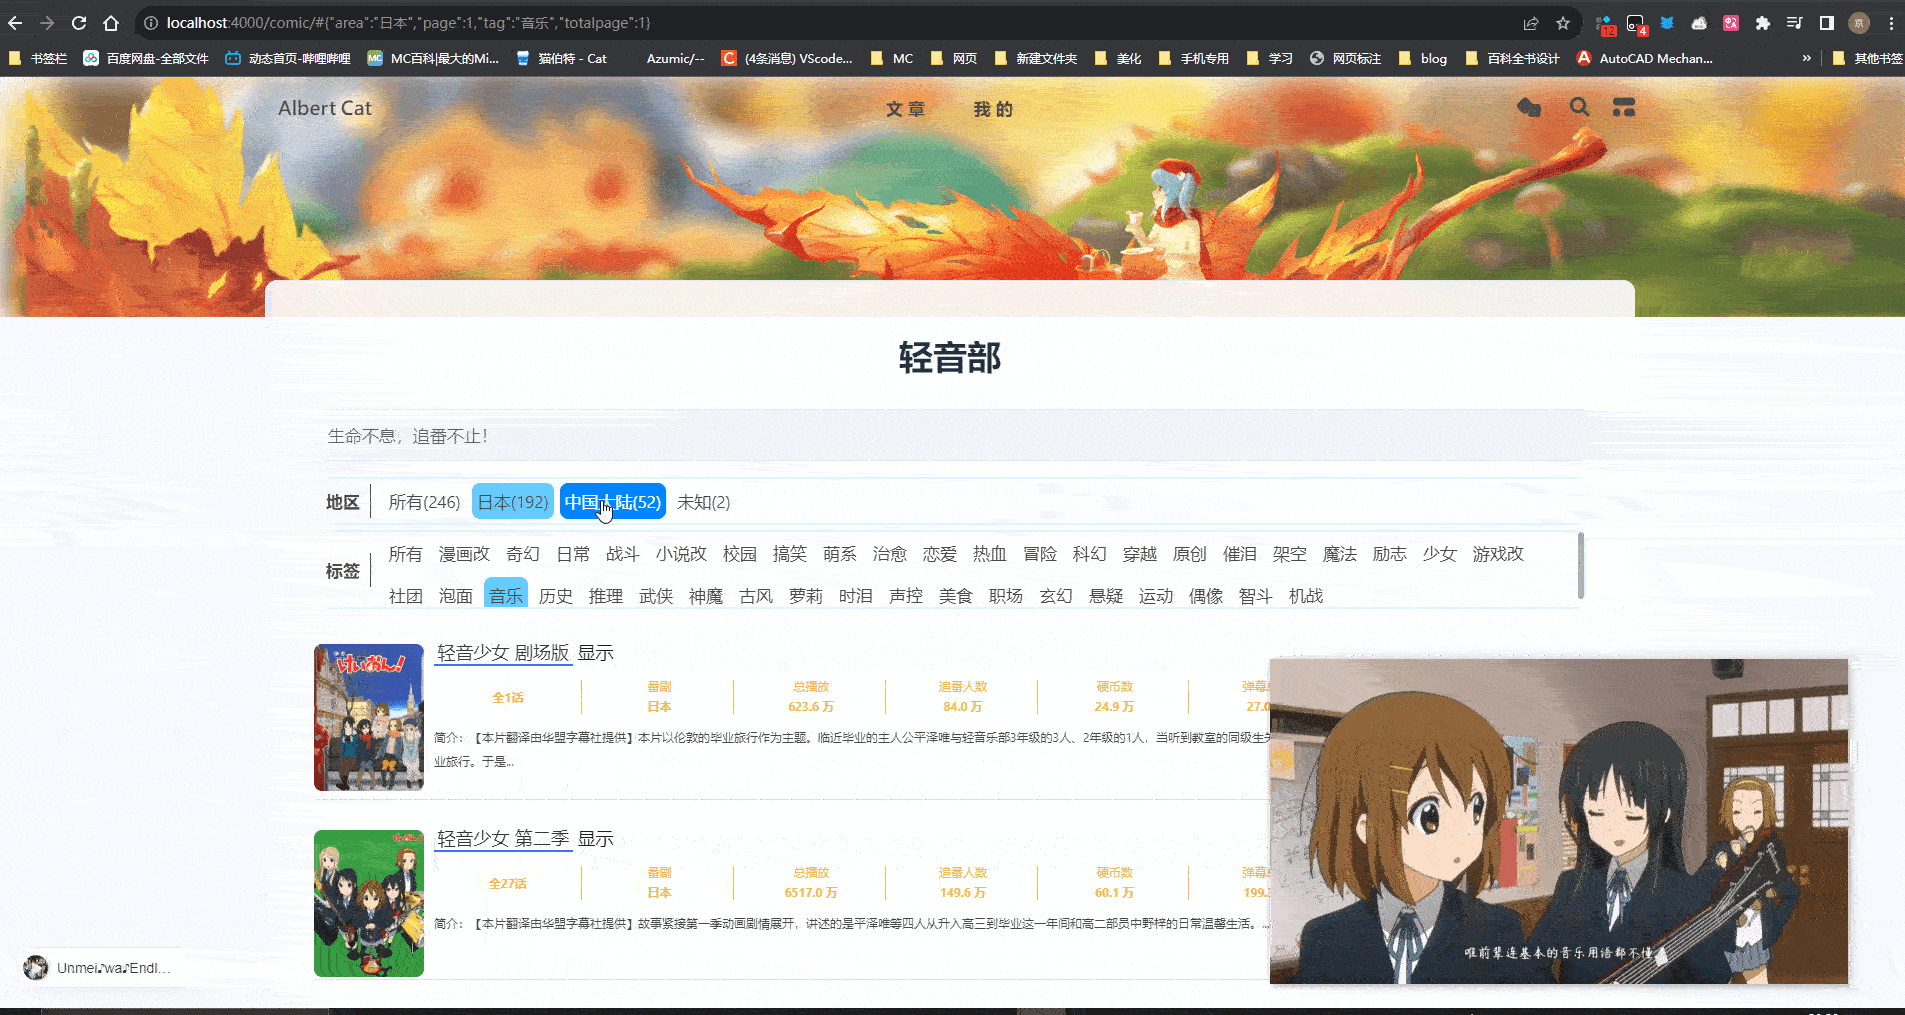 localhost:4000/comic/#{"area":"日本","page":1,"tag":"音乐","totalpage":1}
12
4
书签栏 百度网盘-全部文件 动态首页-哔哩哔哩 MC百科|最大的Mi... 猫伯特 - Cat Azumic/-- (4条消息) VScode... MC 网页 新建文件夹 美化 手机专用 学习 网页标注 blog 百科全书设计 AutoCAD Mechan... » 其他书签
Albert Cat 文章 我的
轻音部
生命不息，追番不止！
地区 所有(246) 日本(192) 中国大陆(52) 未知(2)
标签 所有 漫画改 奇幻 日常 战斗 小说改 校园 搞笑 萌系 治愈 恋爱 热血 冒险 科幻 穿越 原创 催泪 架空 魔法 励志 少女 游戏改
社团 泡面 音乐 历史 推理 武侠 神魔 古风 萝莉 时泪 声控 美食 职场 玄幻 悬疑 运动 偶像 智斗 机战
けいおん!
轻音少女 剧场版 显示
番剧 总播放 追番人数 硬币数 弹幕
全1话
日本 623.6 万 84.0 万 24.9 万 27.0
简介：【本片翻译由华盟字幕社提供】本片以伦敦的毕业旅行作为主题。临近毕业的主人公平泽唯与轻音乐部3年级的3人、2年级的1人，当听到教室的同级生关
业旅行。于是...
轻音少女 第二季 显示
番剧 总播放 追番人数 硬币数 弹幕
全27话
日本 6517.0 万 149.6 万 60.1 万 199.
简介：【本片翻译由华盟字幕社提供】故事紧接第一季动画剧情展开，讲述的是平泽唯等四人从升入高三到毕业这一年间和高二部员中野梓的日常温馨生活。...
唯前辈连基本的音乐用语都不懂
Unmei♪wa♪Endl...